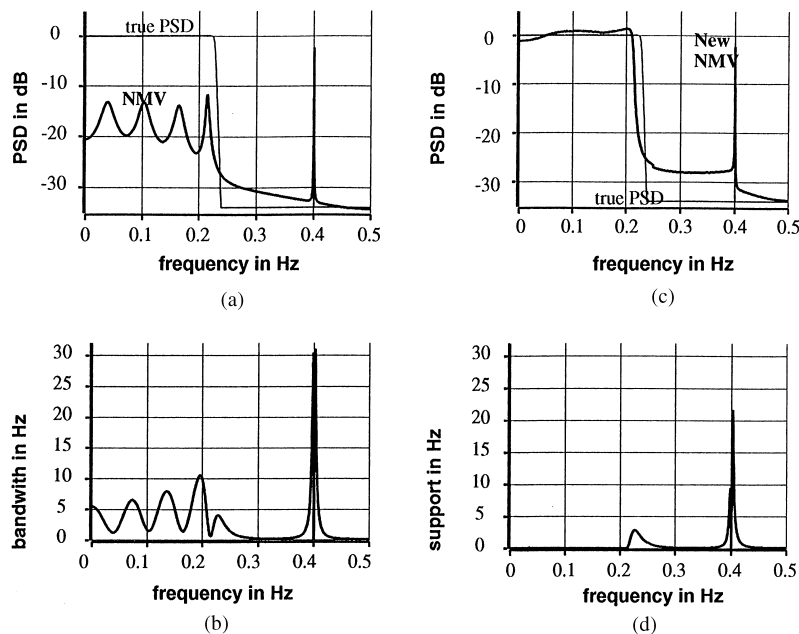 true PSD
NMV
0
-10
-20
-30
PSD in dB
0 0.1 0.2 0.3 0.4 0.5
frequency in Hz
(a)
New
NMV
true PSD
0
-10
-20
-30
PSD in dB
0 0.1 0.2 0.3 0.4 0.5
frequency in Hz
(c)
30
25
20
15
10
5
0
bandwith in Hz
0 0.1 0.2 0.3 0.4 0.5
frequency in Hz
(b)
30
25
20
15
10
5
0
support in Hz
0 0.1 0.2 0.3 0.4 0.5
frequency in Hz
(d)